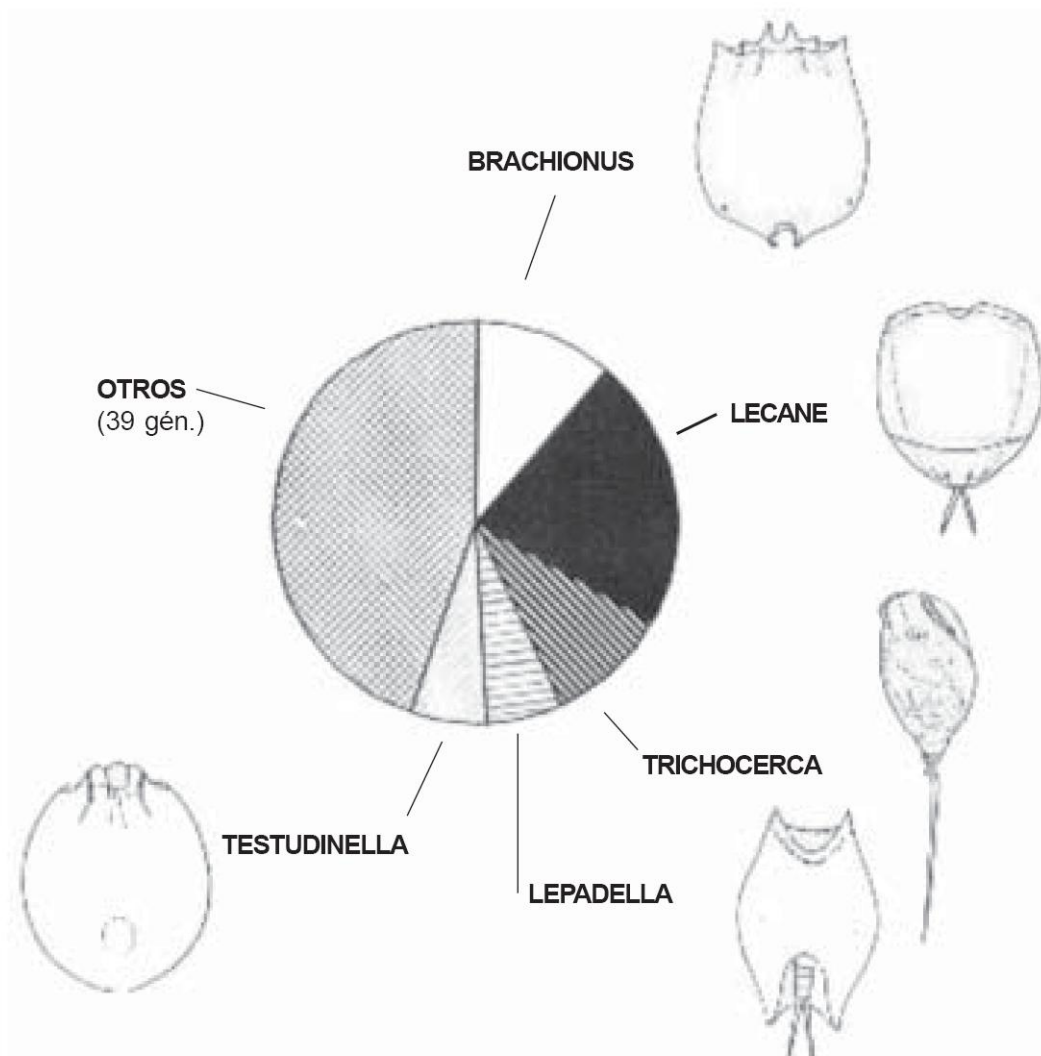 BRACHIONUS
OTROS
(39 gén.)
LECANE
TRICHOCERCA
TESTUDINELLA
LEPADELLA